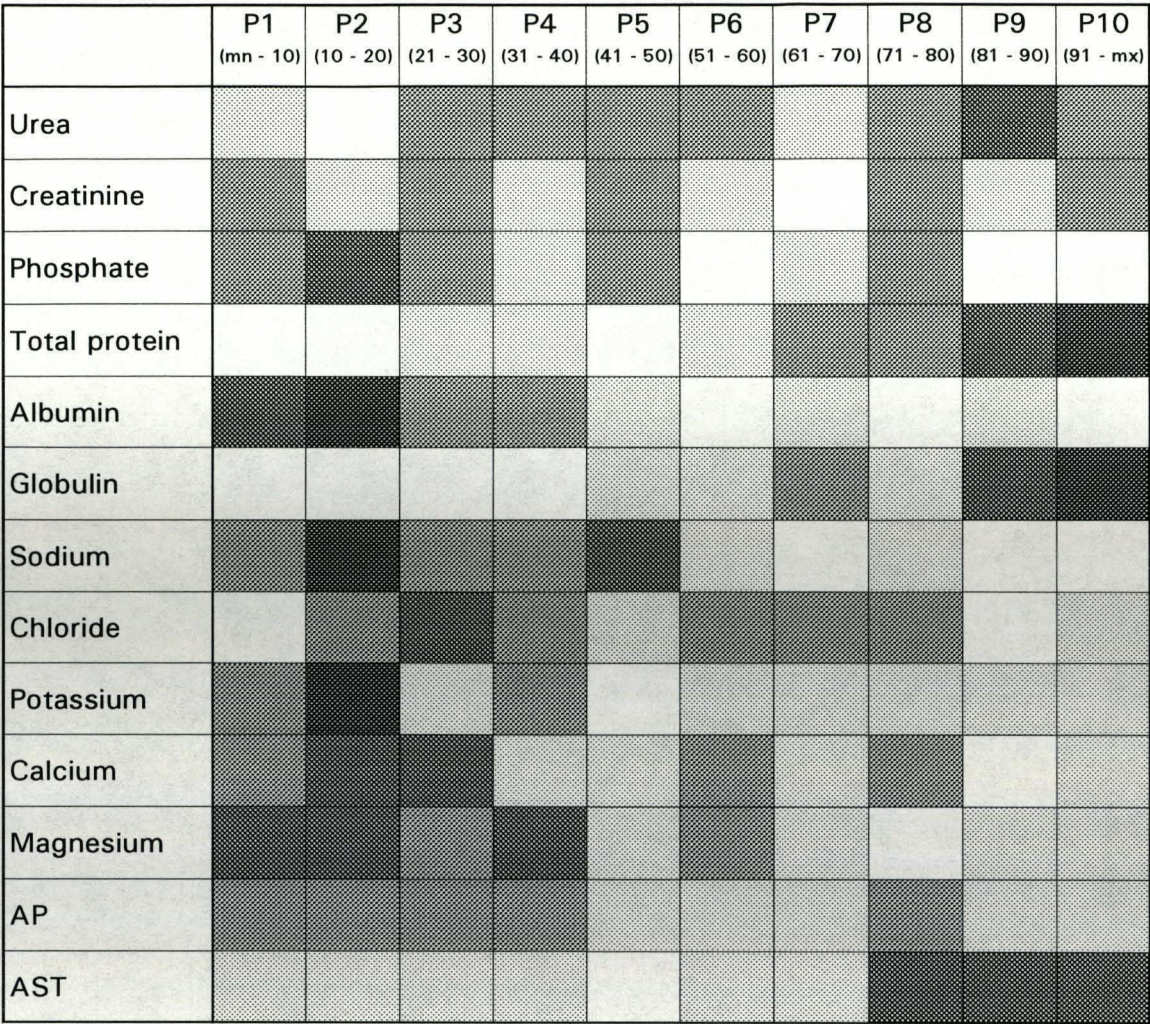 P1 P2 P3 P4 P5 P6 P7 P8 P9 P10
(mn - 10) (10 - 20) (21 - 30) (31 - 40) (41 - 50) (51 - 60) (61 - 70) (71 - 80) (81 - 90) (91 - mx)
Urea
Creatinine
Phosphate
Total protein
Albumin
Globulin
Sodium
Chloride
Potassium
Calcium
Magnesium
AP
AST